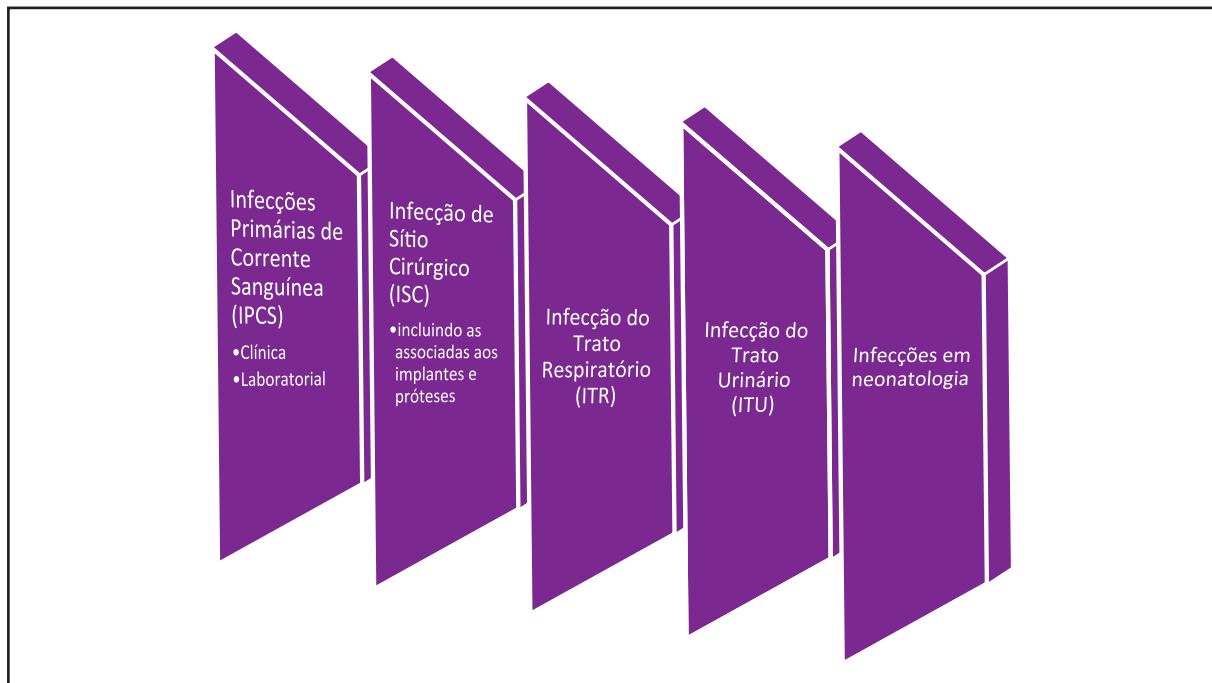 Infecções
Primárias de
Corrente
Sanguínea
(IPCS)
•Clínica
•Laboratorial
Infecção de
Sítio
Cirúrgico
(ISC)
•incluindo as
associadas aos
implantes e
próteses
Infecção do
Trato
Respiratório
(ITR)
Infecção do
Trato
Urinário
(ITU)
Infecções em
neonatologia